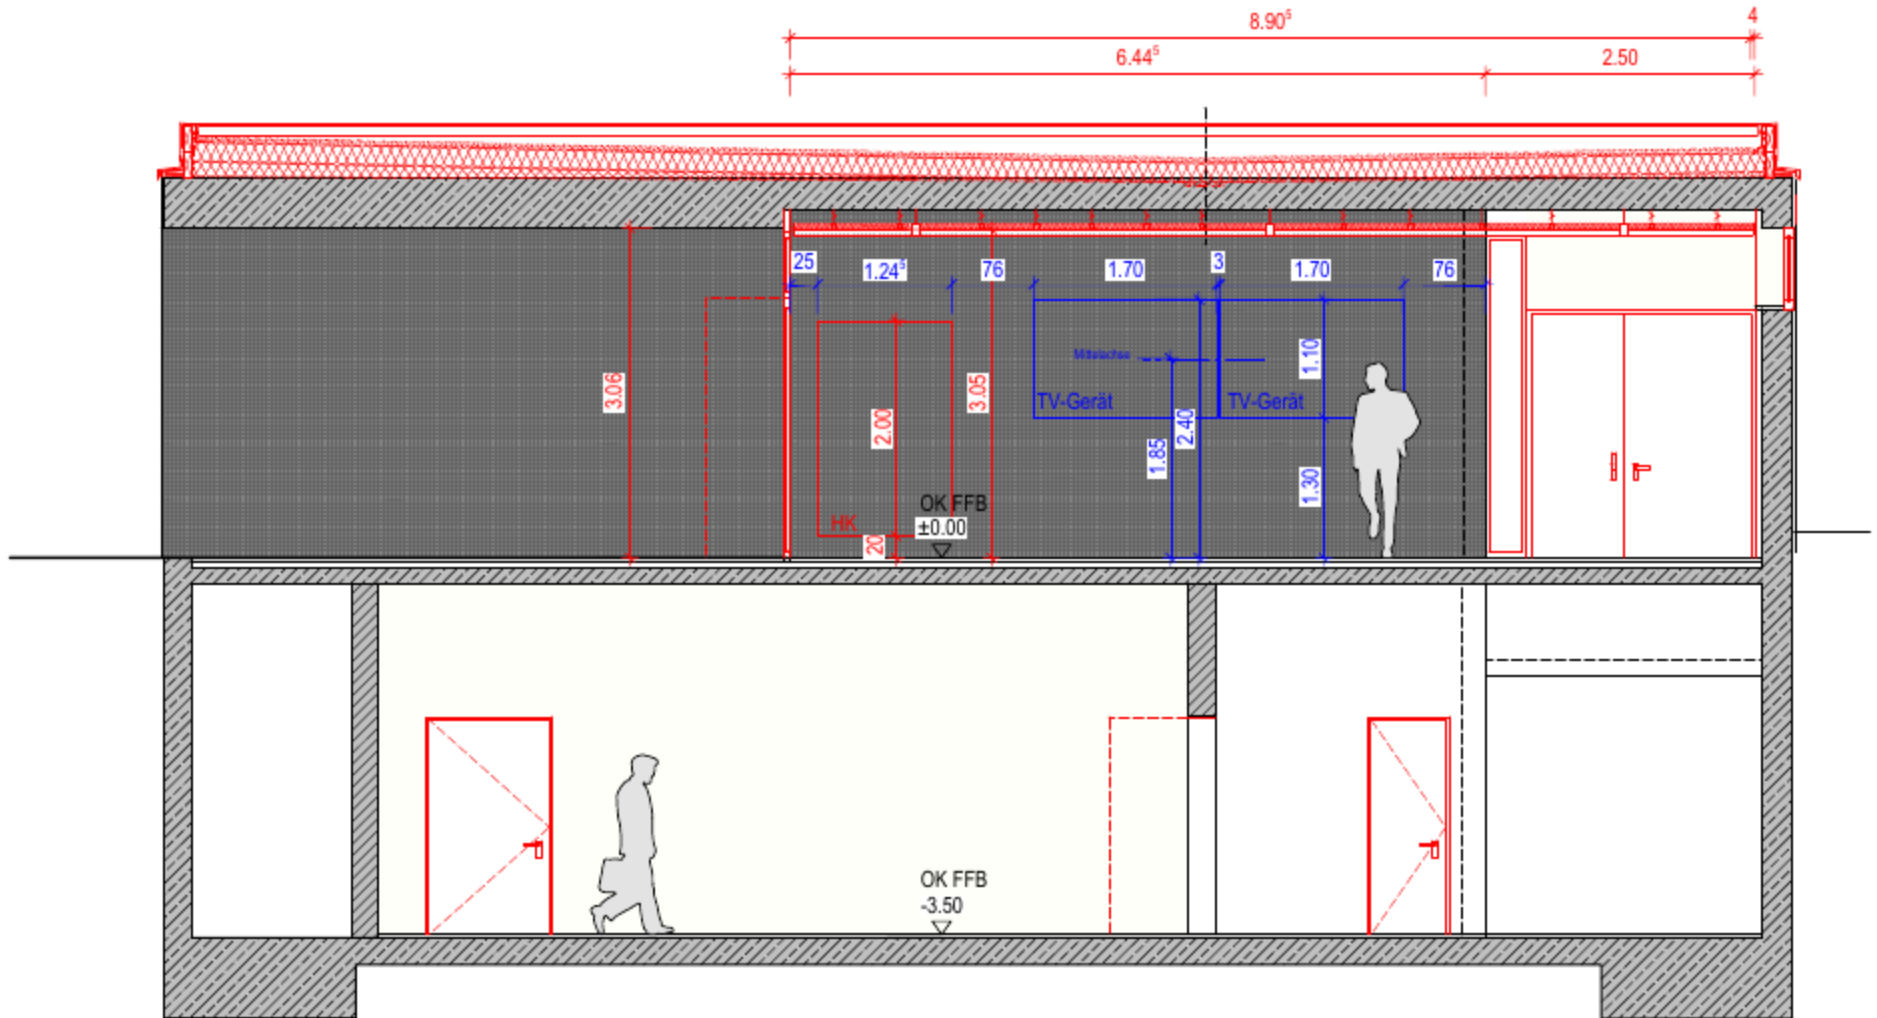 8.90⁵ 4
6.44⁵ 2.50
25 1.24⁵ 76 1.70 3 1.70 76
Mittelachse
1.10
3.06
3.05
TV-Gerät TV-Gerät
2.00
2.40
1.85
1.30
OK FFB
±0.00
HK
20
OK FFB
-3.50